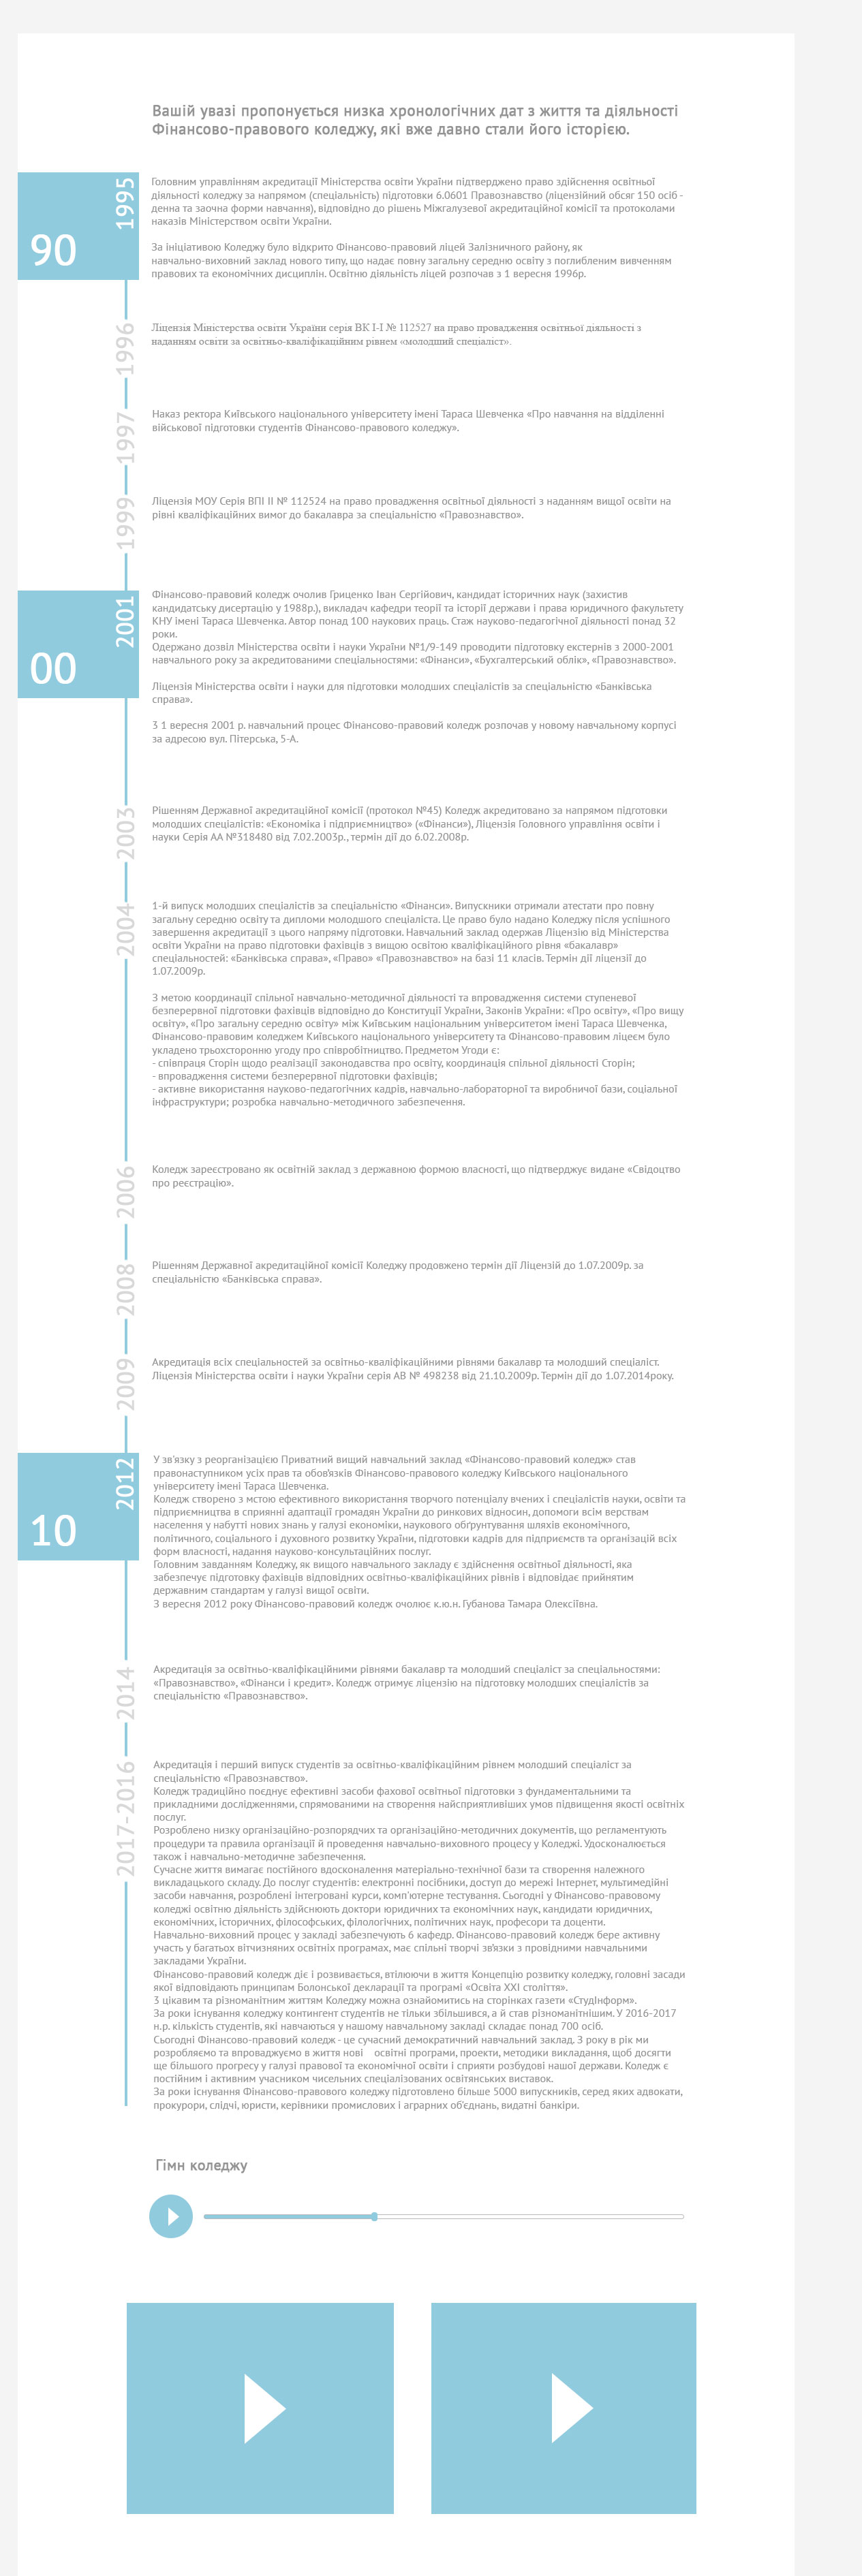 Вашій увазі пропонується низка хронологічних дат з життя та діяльності
Фінансово-правового коледжу, які вже давно стали його історією.
90
1995
Головним управлінням акредитації Міністерства освіти України підтверджено право здійснення освітньої
діяльності коледжу за напрямом (спеціальність) підготовки 6.0601 Правознавство (ліцензійний обсяг 150 осіб -
денна та заочна форми навчання), відповідно до рішень Міжгалузевої акредитаційної комісії та протоколами
наказів Міністерством освіти України.
За ініціативою Коледжу було відкрито Фінансово-правовий ліцей Залізничного району, як
навчально-виховний заклад нового типу, що надає повну загальну середню освіту з поглибленим вивченням
правових та економічних дисциплін. Освітню діяльність ліцей розпочав з 1 вересня 1996р.
1996
Ліцензія Міністерства освіти України серія ВК І-І № 112527 на право провадження освітньої діяльності з
наданням освіти за освітньо-кваліфікаційним рівнем «молодший спеціаліст».
1997
Наказ ректора Київського національного університету імені Тараса Шевченка «Про навчання на відділенні
військової підготовки студентів Фінансово-правового коледжу».
1999
Ліцензія МОУ Серія ВПІ ІІ № 112524 на право провадження освітньої діяльності з наданням вищої освіти на
рівні кваліфікаційних вимог до бакалавра за спеціальністю «Правознавство».
00
2001
Фінансово-правовий коледж очолив Гриценко Іван Сергійович, кандидат історичних наук (захистив
кандидатську дисертацію у 1988р.), викладач кафедри теорії та історії держави і права юридичного факультету
КНУ імені Тараса Шевченка. Автор понад 100 наукових праць. Стаж науково-педагогічної діяльності понад 32
роки.
Одержано дозвіл Міністерства освіти і науки України №1/9-149 проводити підготовку екстернів з 2000-2001
навчального року за акредитованими спеціальностями: «Фінанси», «Бухгалтерський облік», «Правознавство».
Ліцензія Міністерства освіти і науки для підготовки молодших спеціалістів за спеціальністю «Банківська
справа».
З 1 вересня 2001 р. навчальний процес Фінансово-правовий коледж розпочав у новому навчальному корпусі
за адресою вул. Пітерська, 5-А.
2003
Рішенням Державної акредитаційної комісії (протокол №45) Коледж акредитовано за напрямом підготовки
молодших спеціалістів: «Економіка і підприємництво» («Фінанси»), Ліцензія Головного управління освіти і
науки Серія АА №318480 від 7.02.2003р., термін дії до 6.02.2008р.
2004
1-й випуск молодших спеціалістів за спеціальністю «Фінанси». Випускники отримали атестати про повну
загальну середню освіту та дипломи молодшого спеціаліста. Це право було надано Коледжу після успішного
завершення акредитації з цього напряму підготовки. Навчальний заклад одержав Ліцензію від Міністерства
освіти України на право підготовки фахівців з вищою освітою кваліфікаційного рівня «бакалавр»
спеціальностей: «Банківська справа», «Право» «Правознавство» на базі 11 класів. Термін дії ліцензії до
1.07.2009р.
З метою координації спільної навчально-методичної діяльності та впровадження системи ступеневої
безперервної підготовки фахівців відповідно до Конституції України, Законів України: «Про освіту», «Про вищу
освіту», «Про загальну середню освіту» між Київським національним університетом імені Тараса Шевченка,
Фінансово-правовим коледжем Київського національного університету та Фінансово-правовим ліцеєм було
укладено трьохсторонню угоду про співробітництво. Предметом Угоди є:
- співпраця Сторін щодо реалізації законодавства про освіту, координація спільної діяльності Сторін;
- впровадження системи безперервної підготовки фахівців;
- активне використання науково-педагогічних кадрів, навчально-лабораторної та виробничої бази, соціальної
інфраструктури; розробка навчально-методичного забезпечення.
2006
Коледж зареєстровано як освітній заклад з державною формою власності, що підтверджує видане «Свідоцтво
про реєстрацію».
2008
Рішенням Державної акредитаційної комісії Коледжу продовжено термін дії Ліцензій до 1.07.2009р. за
спеціальністю «Банківська справа».
2009
Акредитація всіх спеціальностей за освітньо-кваліфікаційними рівнями бакалавр та молодший спеціаліст.
Ліцензія Міністерства освіти і науки України серія АВ № 498238 від 21.10.2009р. Термін дії до 1.07.2014року.
10
2012
У зв'язку з реорганізацією Приватний вищий навчальний заклад «Фінансово-правовий коледж» став
правонаступником усіх прав та обов'язків Фінансово-правового коледжу Київського національного
університету імені Тараса Шевченка.
Коледж створено з мстою ефективного використання творчого потенціалу вчених і спеціалістів науки, освіти та
підприємництва в сприянні адаптації громадян України до ринкових відносин, допомоги всім верствам
населення у набутті нових знань у галузі економіки, наукового обґрунтування шляхів економічного,
політичного, соціального і духовного розвитку України, підготовки кадрів для підприємств та організацій всіх
форм власності, надання науково-консультаційних послуг.
Головним завданням Коледжу, як вищого навчального закладу є здійснення освітньої діяльності, яка
забезпечує підготовку фахівців відповідних освітньо-кваліфікаційних рівнів і відповідає прийнятим
державним стандартам у галузі вищої освіти.
З вересня 2012 року Фінансово-правовий коледж очолює к.ю.н. Губанова Тамара Олексіївна.
2014
Акредитація за освітньо-кваліфікаційними рівнями бакалавр та молодший спеціаліст за спеціальностями:
«Правознавство», «Фінанси і кредит». Коледж отримує ліцензію на підготовку молодших спеціалістів за
спеціальністю «Правознавство».
2017-2016
Акредитація і перший випуск студентів за освітньо-кваліфікаційним рівнем молодший спеціаліст за
спеціальністю «Правознавство».
Коледж традиційно поєднує ефективні засоби фахової освітньої підготовки з фундаментальними та
прикладними дослідженнями, спрямованими на створення найсприятливіших умов підвищення якості освітніх
послуг.
Розроблено низку організаційно-розпорядчих та організаційно-методичних документів, що регламентують
процедури та правила організації й проведення навчально-виховного процесу у Коледжі. Удосконалюється
також і навчально-методичне забезпечення.
Сучасне життя вимагає постійного вдосконалення матеріально-технічної бази та створення належного
викладацького складу. До послуг студентів: електронні посібники, доступ до мережі Інтернет, мультимедійні
засоби навчання, розроблені інтегровані курси, комп'ютерне тестування. Сьогодні у Фінансово-правовому
коледжі освітню діяльність здійснюють доктори юридичних та економічних наук, кандидати юридичних,
економічних, історичних, філософських, філологічних, політичних наук, професори та доценти.
Навчально-виховний процес у закладі забезпечують 6 кафедр. Фінансово-правовий коледж бере активну
участь у багатьох вітчизняних освітніх програмах, має спільні творчі зв'язки з провідними навчальними
закладами України.
Фінансово-правовий коледж діє і розвивається, втілюючи в життя Концепцію розвитку коледжу, головні засади
якої відповідають принципам Болонської декларації та програмі «Освіта ХХІ століття».
З цікавим та різноманітним життям Коледжу можна ознайомитись на сторінках газети «СтудІнформ».
За роки існування коледжу контингент студентів не тільки збільшився, а й став різноманітнішим. У 2016-2017
н.р. кількість студентів, які навчаються у нашому навчальному закладі складає понад 700 осіб.
Сьогодні Фінансово-правовий коледж - це сучасний демократичний навчальний заклад. З року в рік ми
розробляємо та впроваджуємо в життя нові освітні програми, проекти, методики викладання, щоб досягти
ще більшого прогресу у галузі правової та економічної освіти і сприяти розбудові нашої держави. Коледж є
постійним і активним учасником чисельних спеціалізованих освітянських виставок.
За роки існування Фінансово-правового коледжу підготовлено більше 5000 випускників, серед яких адвокати,
прокурори, слідчі, юристи, керівники промислових і аграрних об'єднань, видатні банкіри.
Гімн коледжу